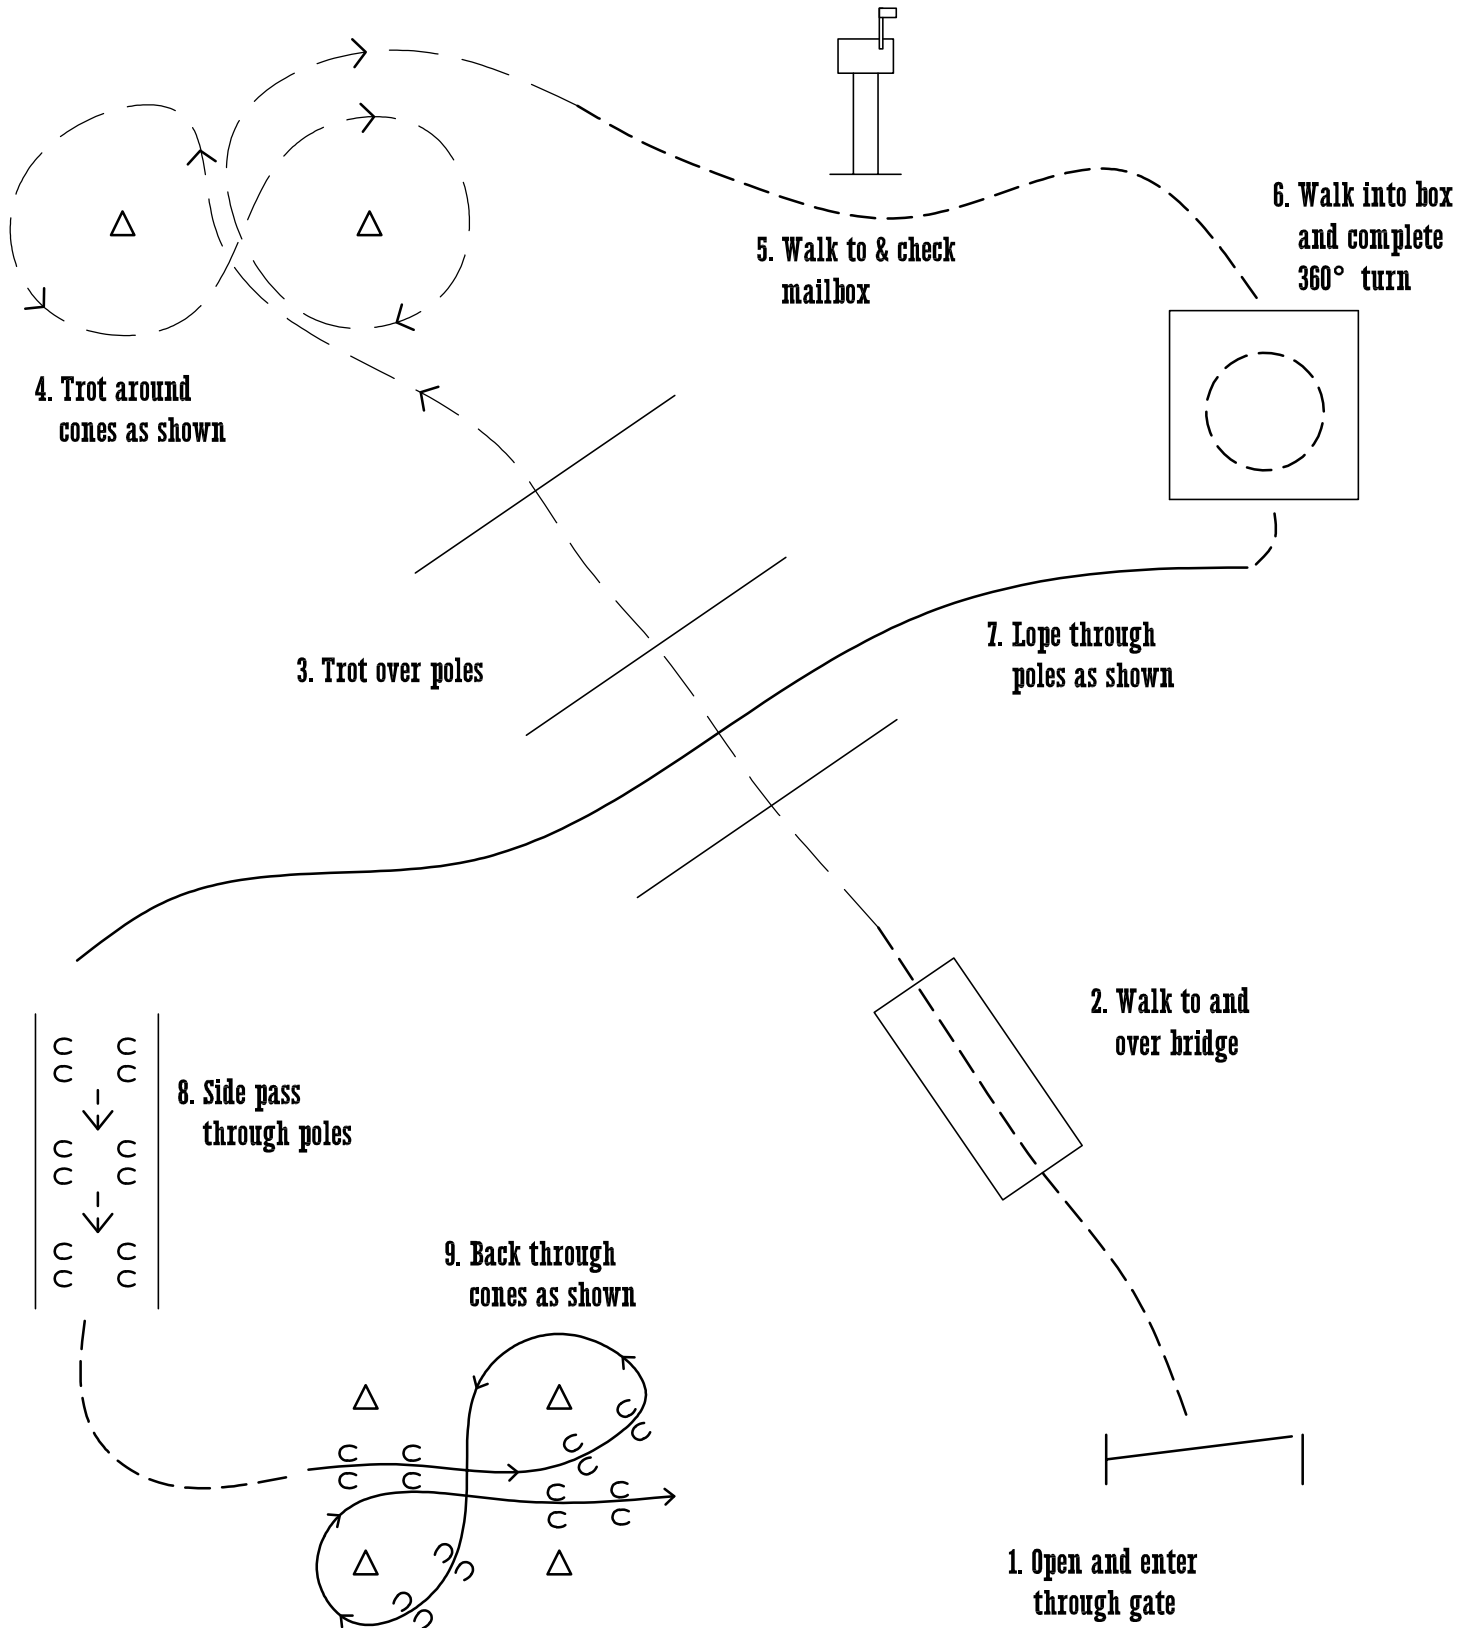 1. Open and enter
through gate
2. Walk to and
over bridge
3. Trot over poles
4. Trot around
cones as shown
5. Walk to & check
mailbox
6. Walk into box
and complete
360° turn
7. Lope through
poles as shown
8. Side pass
through poles
9. Back through
cones as shown